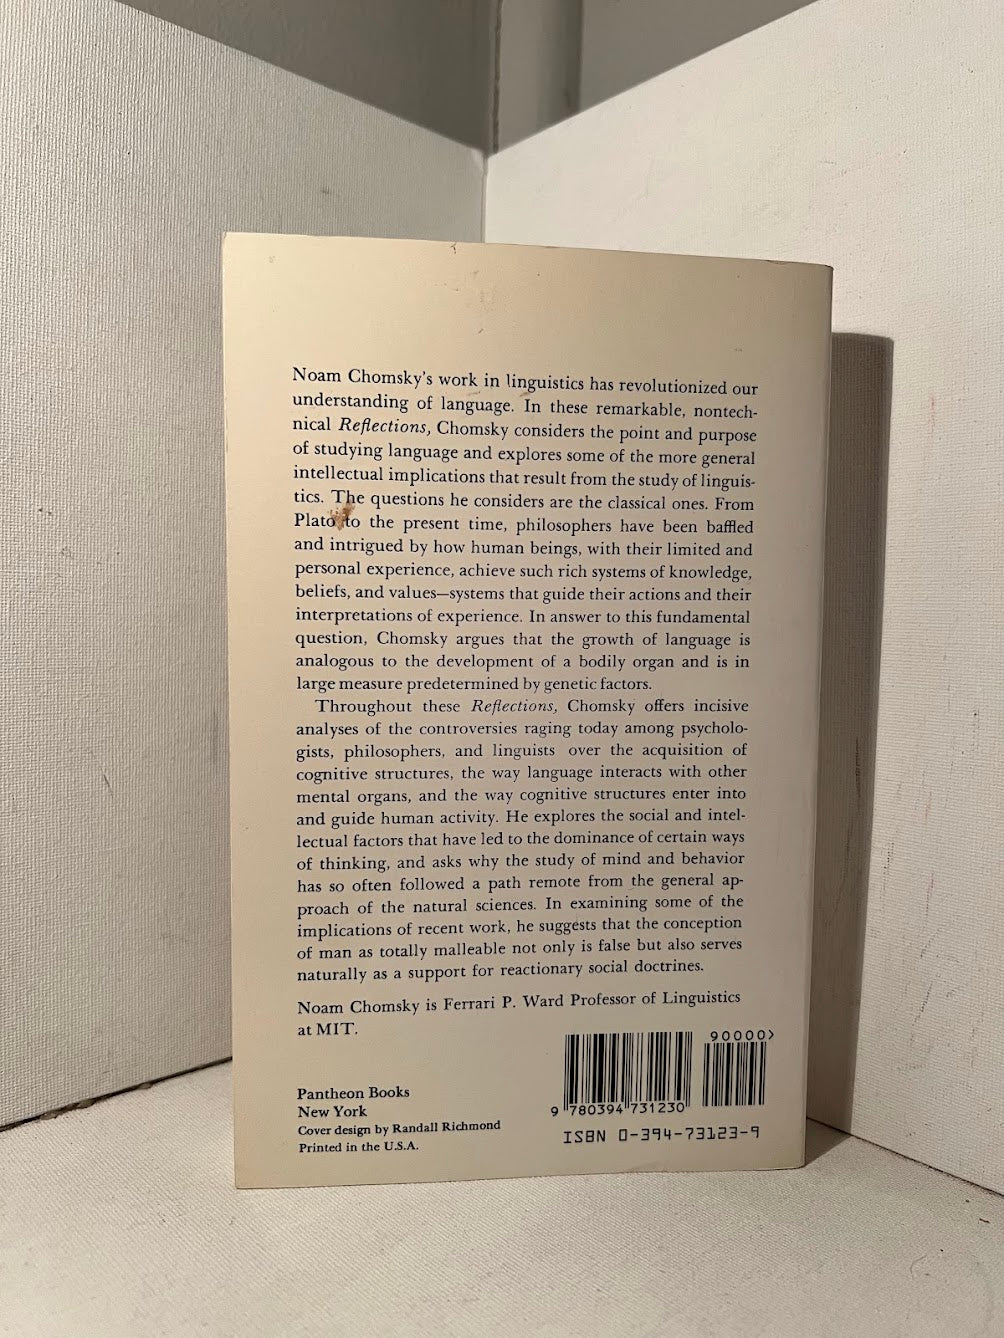 Noam Chomsky's work in linguistics has revolutionized our
understanding of language. In these remarkable, nontech-
nical Reflections, Chomsky considers the point and purpose
of studying language and explores some of the more general
intellectual implications that result from the study of linguis-
tics. The questions he considers are the classical ones. From
Plato to the present time, philosophers have been baffled
and intrigued by how human beings, with their limited and
personal experience, achieve such rich systems of knowledge,
beliefs, and values—systems that guide their actions and their
interpretations of experience. In answer to this fundamental
question, Chomsky argues that the growth of language is
analogous to the development of a bodily organ and is in
large measure predetermined by genetic factors.
Throughout these Reflections, Chomsky offers incisive
analyses of the controversies raging today among psycholo-
gists, philosophers, and linguists over the acquisition of
cognitive structures, the way language interacts with other
mental organs, and the way cognitive structures enter into
and guide human activity. He explores the social and intel-
lectual factors that have led to the dominance of certain ways
of thinking, and asks why the study of mind and behavior
has so often followed a path remote from the general ap-
proach of the natural sciences. In examining some of the
implications of recent work, he suggests that the conception
of man as totally malleable not only is false but also serves
naturally as a support for reactionary social doctrines.
Noam Chomsky is Ferrari P. Ward Professor of Linguistics
at MIT.
90000>
9 780394 731230
ISBN 0-394-73123-9
Pantheon Books
New York
Cover design by Randall Richmond
Printed in the U.S.A.